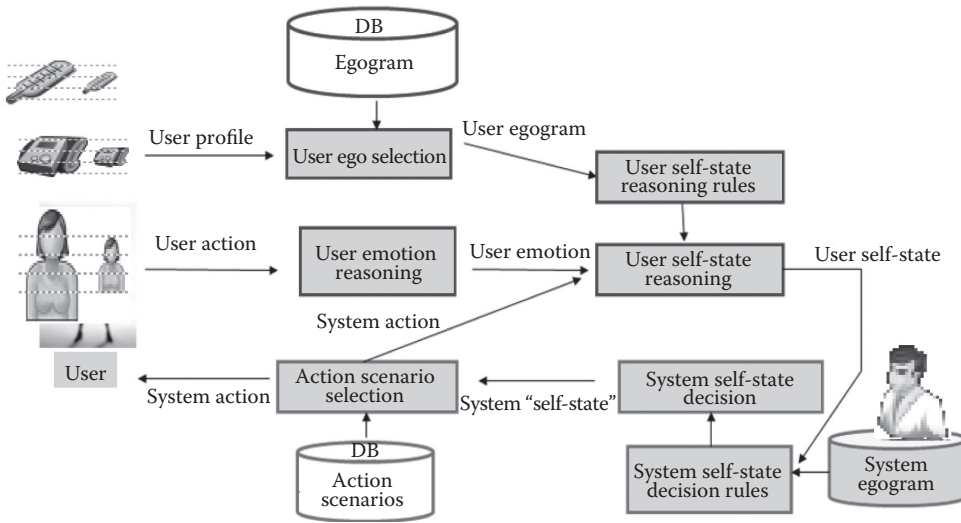 DB
Egogram
User profile
User ego selection
User egogram
User self-state
reasoning rules
User action
User emotion
reasoning
User emotion
User self-state
reasoning
User self-state
System action
User
System action
Action scenario
selection
System “self-state”
System self-state
decision
DB
Action
scenarios
System self-state
decision rules
System
egogram